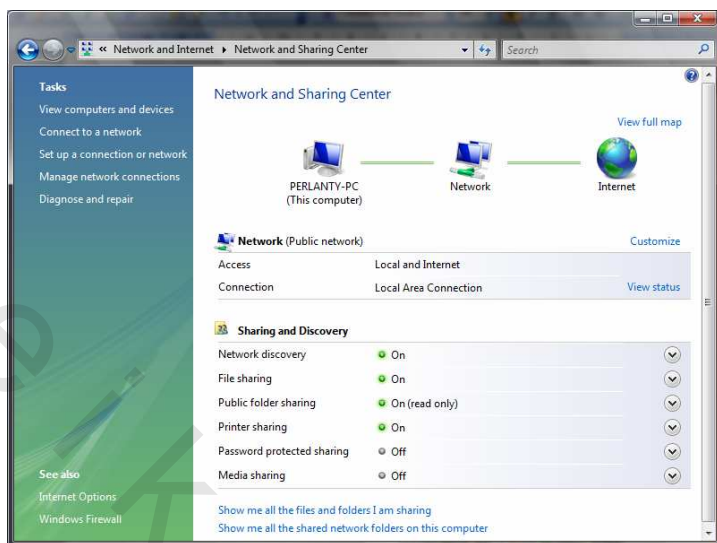 « Network and Internet ▸ Network and Sharing Center
Search
Tasks
View computers and devices
Connect to a network
Set up a connection or network
Manage network connections
Diagnose and repair
See also
Internet Options
Windows Firewall
Network and Sharing Center
View full map
PERLANTY-PC
(This computer)
Network
Internet
Network (Public network)
Customize
Access Local and Internet
Connection Local Area Connection View status
Sharing and Discovery
Network discovery On
File sharing On
Public folder sharing On (read only)
Printer sharing On
Password protected sharing Off
Media sharing Off
Show me all the files and folders I am sharing
Show me all the shared network folders on this computer